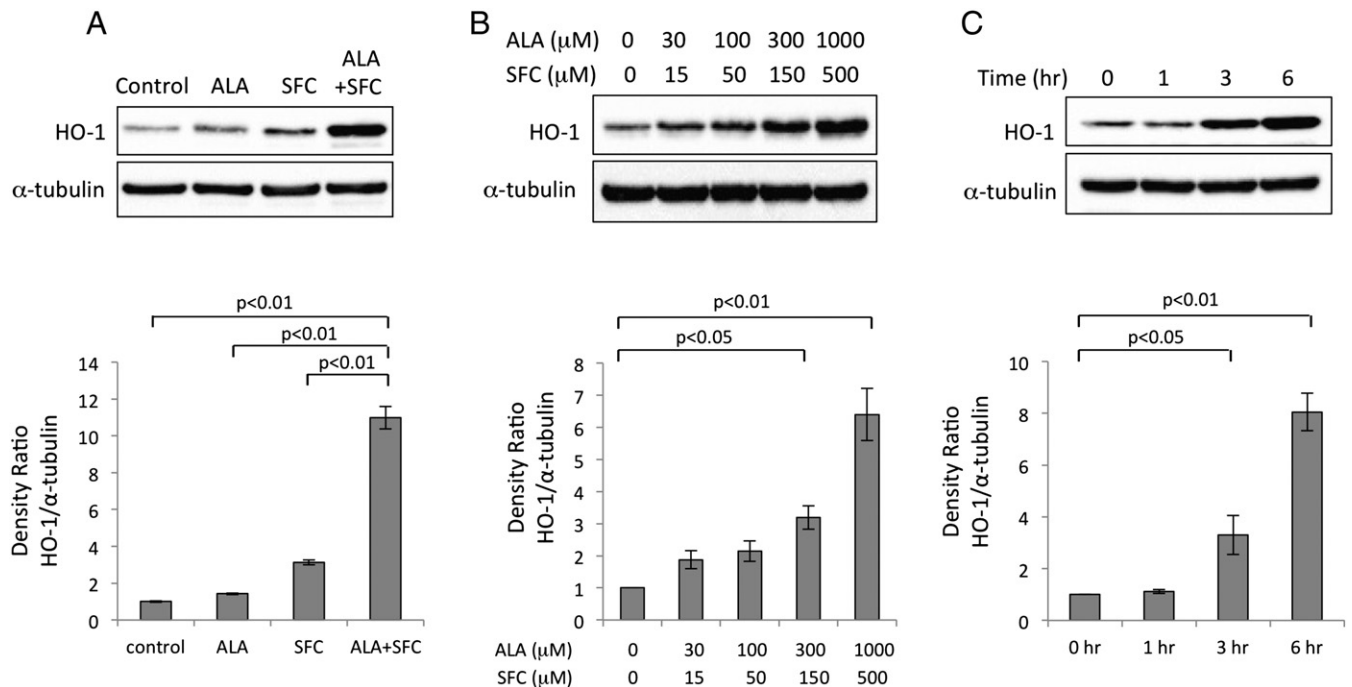 A
Control ALA SFC ALA
+SFC
HO-1
α-tubulin
p<0.01
p<0.01
p<0.01
14
12
10
8
6
4
2
0
Density Ratio
HO-1/α-tubulin
control ALA SFC ALA+SFC
B
ALA (μM) 0 30 100 300 1000
SFC (μM) 0 15 50 150 500
HO-1
α-tubulin
p<0.01
p<0.05
8
7
6
5
4
3
2
1
0
Density Ratio
HO-1/α-tubulin
ALA (μM) 0 30 100 300 1000
SFC (μM) 0 15 50 150 500
C
Time (hr) 0 1 3 6
HO-1
α-tubulin
p<0.01
p<0.05
10
8
6
4
2
0
Density Ratio
HO-1/α-tubulin
0 hr 1 hr 3 hr 6 hr